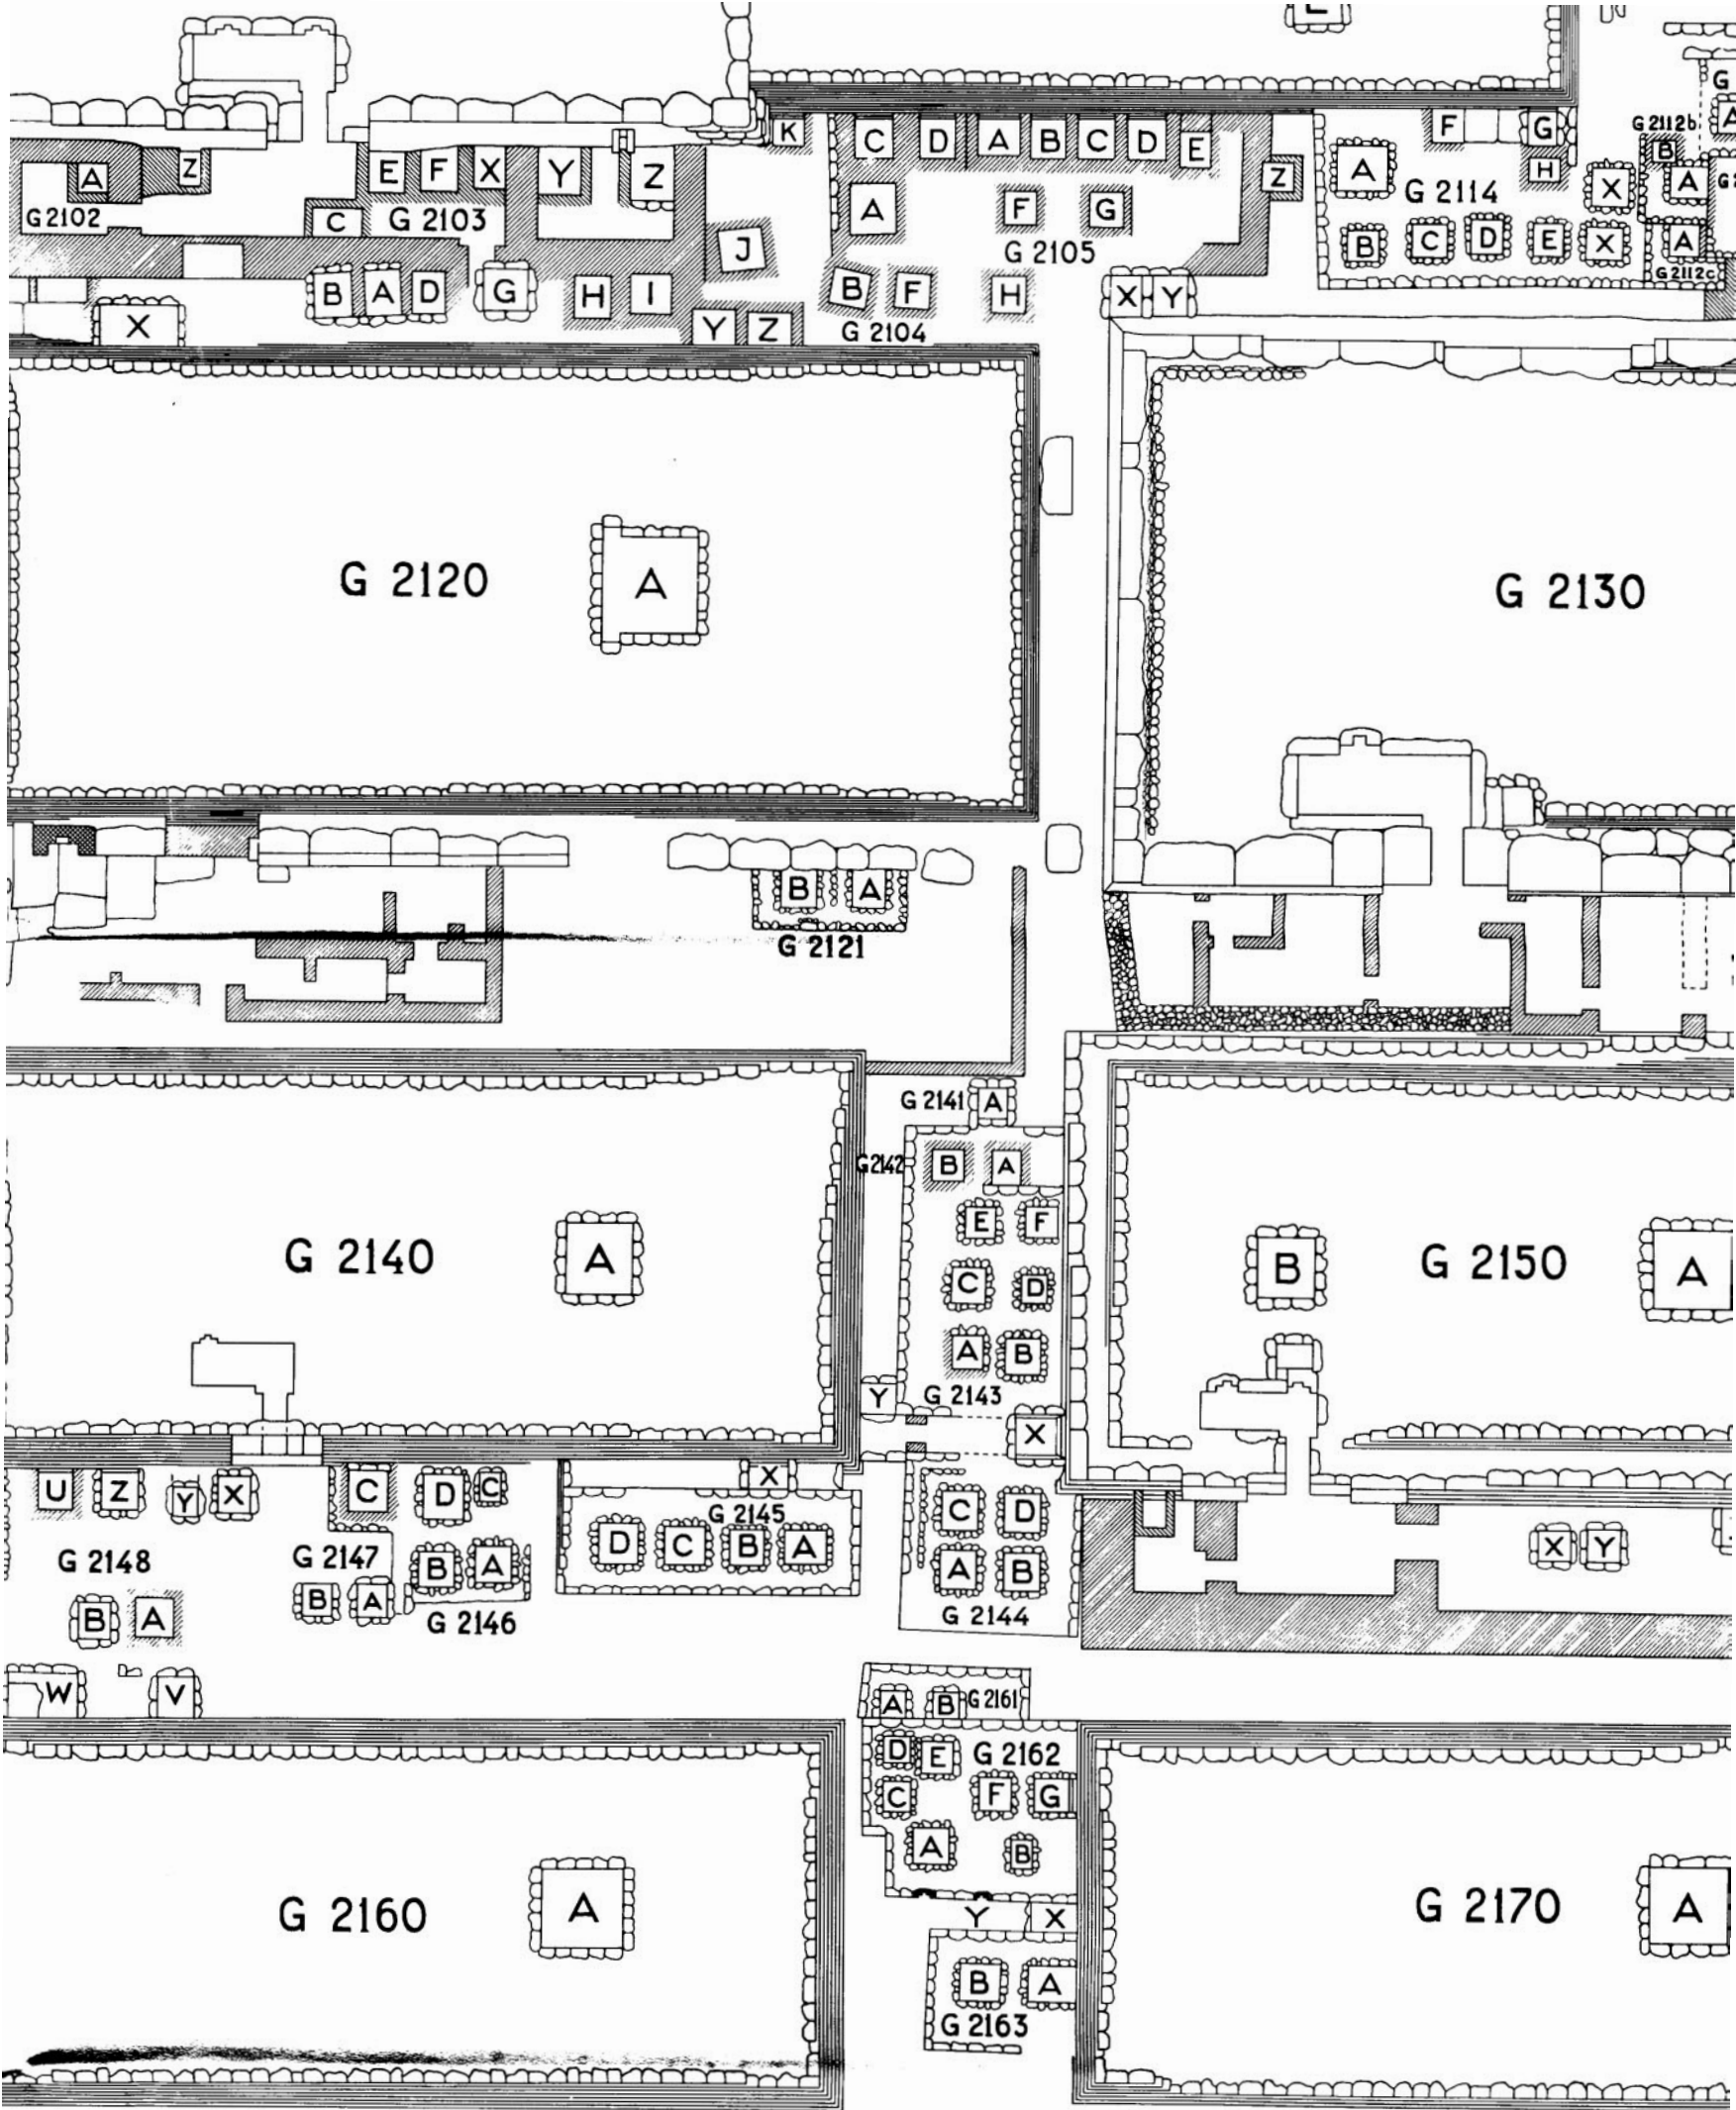 L
G
K C D A B C D E F G G 2112b A
A Z E F X Y Z Z A H B
G 2102 C G 2103 A F G G 2114 X A
J G 2105 B C D E X A
B A D G H I B F H X Y G 2112c
X Y Z G 2104
G 2120 A G 2130
B A
G 2121
G 2141 A
G 2142 B A
E F
G 2140 A B G 2150 A
C D
A B
Y G 2143
X
U Z Y X C D C X C D
G 2145
G 2148 G 2147 B A D C B A A B X Y
B A B A G 2146 G 2144
W V A B G 2161
D E G 2162
C F G
A B
G 2160 A Y X G 2170 A
B A
G 2163